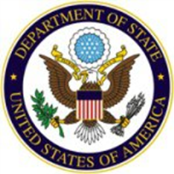 DEPARTMENT OF STATE
UNITED STATES OF AMERICA